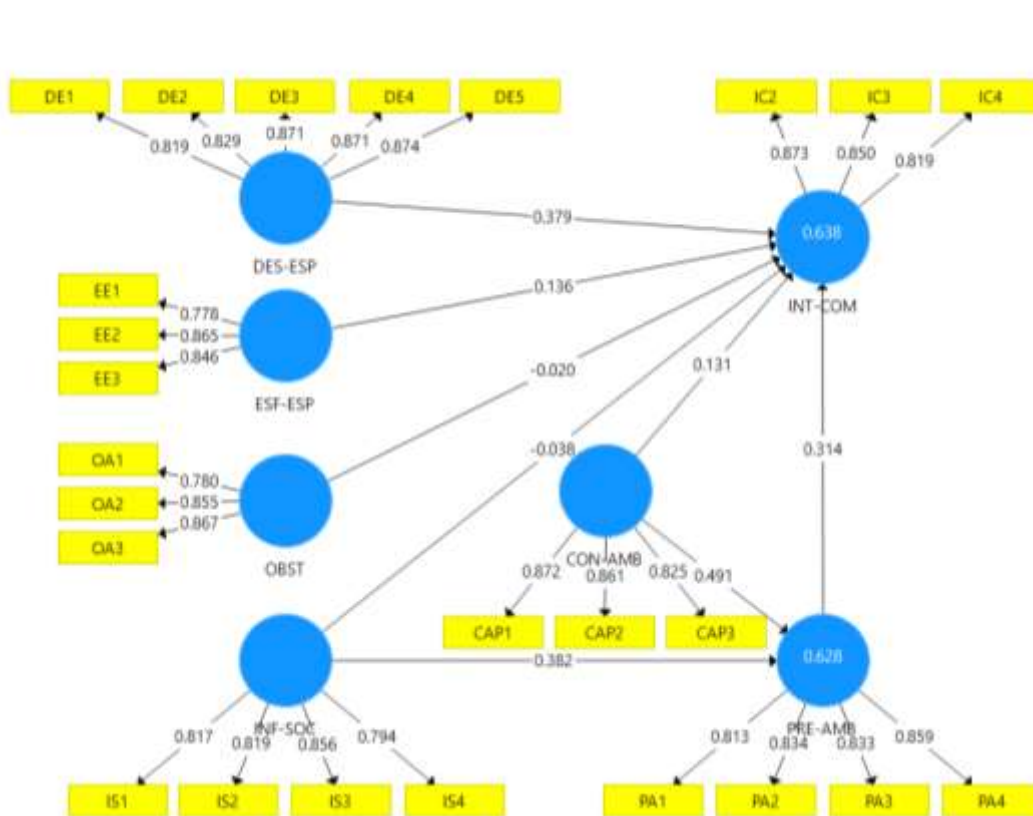 DE1 DE2 DE3 DE4 DE5 IC2 IC3 IC4
0.819 0.829 0.871 0.871 0.874 0.873 0.850 0.819
0.638
0.379
DES-ESP
EE1
EE2
EE3
0.778
0.865
0.846
0.136
INT-COM
ESF-ESP
-0.020
0.131
OA1
OA2
OA3
0.780
0.855
0.867
-0.038
0.314
OBST
CON-AMB
0.872 0.861 0.825 0.491
CAP1 CAP2 CAP3
0.382
0.628
INF-SOC
PRE-AMB
0.817 0.819 0.856 0.794
0.813 0.834 0.833 0.859
IS1 IS2 IS3 IS4 PA1 PA2 PA3 PA4